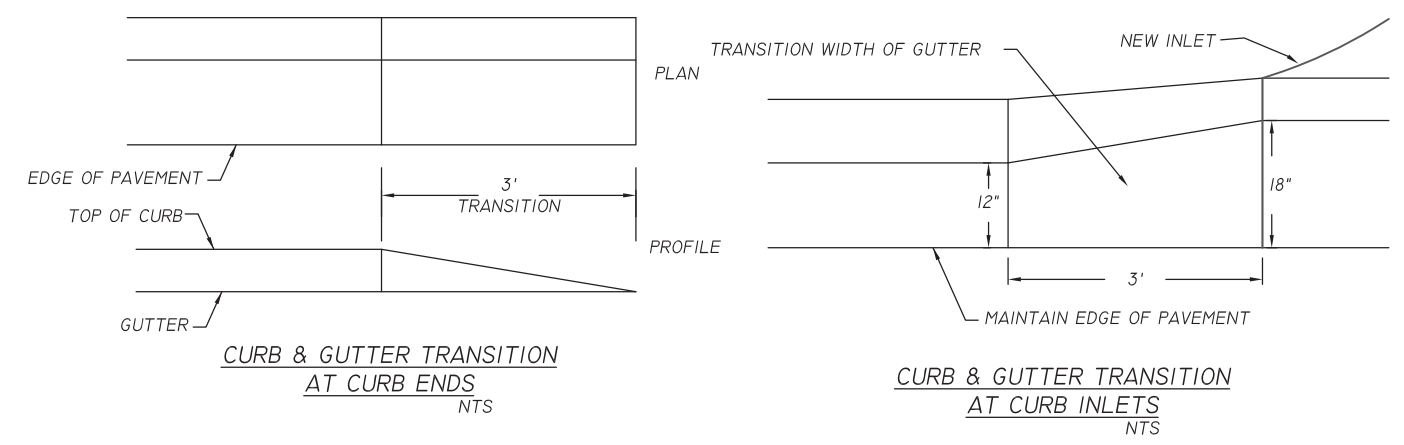 PLAN
EDGE OF PAVEMENT
3'
TRANSITION
TOP OF CURB
PROFILE
GUTTER
CURB & GUTTER TRANSITION
AT CURB ENDS
NTS
TRANSITION WIDTH OF GUTTER
NEW INLET
12"
18"
3'
MAINTAIN EDGE OF PAVEMENT
CURB & GUTTER TRANSITION
AT CURB INLETS
NTS